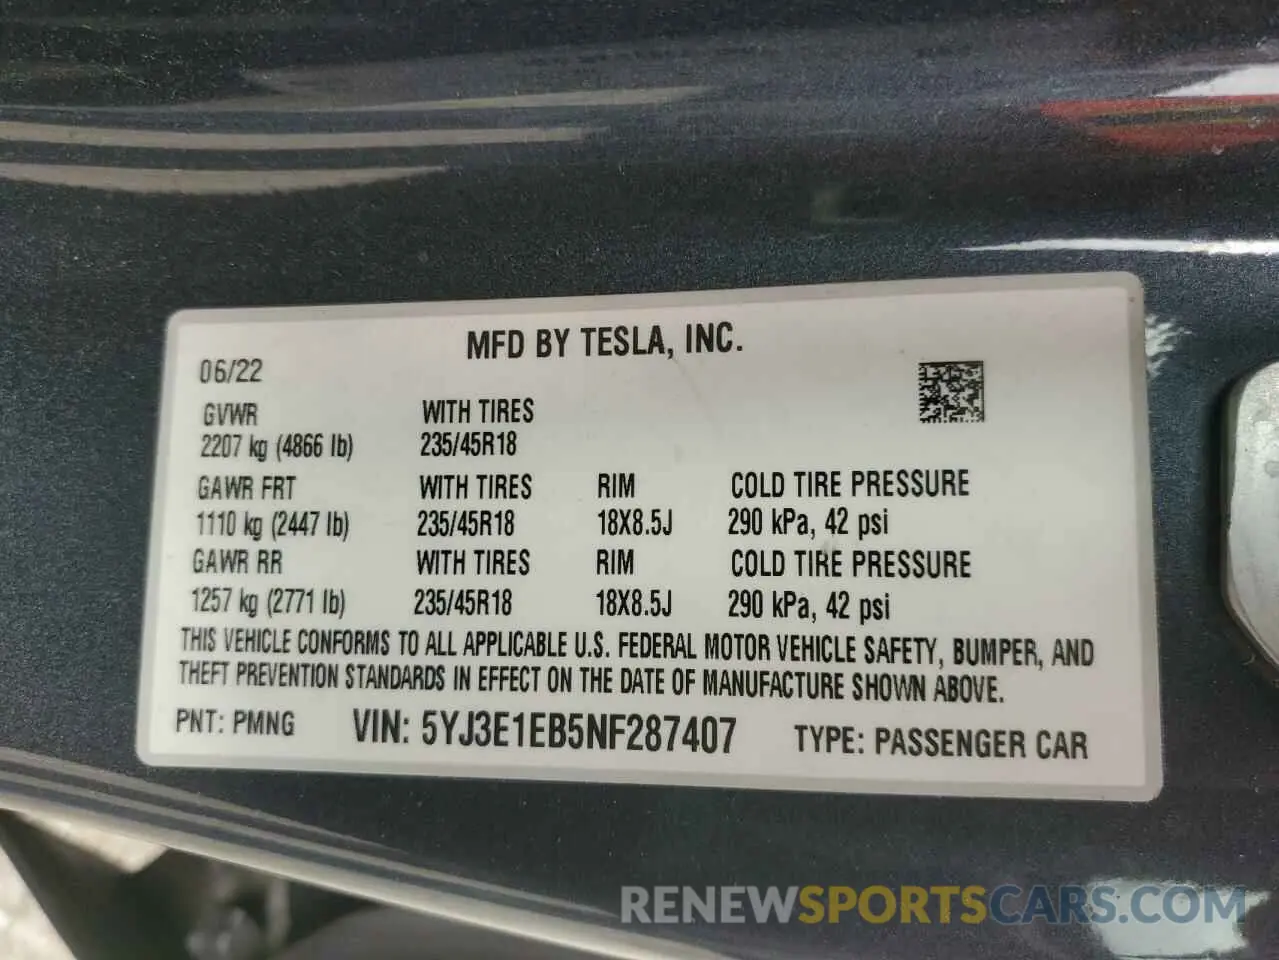 MFD BY TESLA, INC.
06/22
GVWR WITH TIRES
2207 kg (4866 lb) 235/45R18
GAWR FRT WITH TIRES RIM COLD TIRE PRESSURE
1110 kg (2447 lb) 235/45R18 18X8.5J 290 kPa, 42 psi
GAWR RR WITH TIRES RIM COLD TIRE PRESSURE
1257 kg (2771 lb) 235/45R18 18X8.5J 290 kPa, 42 psi
THIS VEHICLE CONFORMS TO ALL APPLICABLE U.S. FEDERAL MOTOR VEHICLE SAFETY, BUMPER, AND
THEFT PREVENTION STANDARDS IN EFFECT ON THE DATE OF MANUFACTURE SHOWN ABOVE.
PNT: PMNG VIN: 5YJ3E1EB5NF287407 TYPE: PASSENGER CAR
RENEWSPORTSCARS.COM